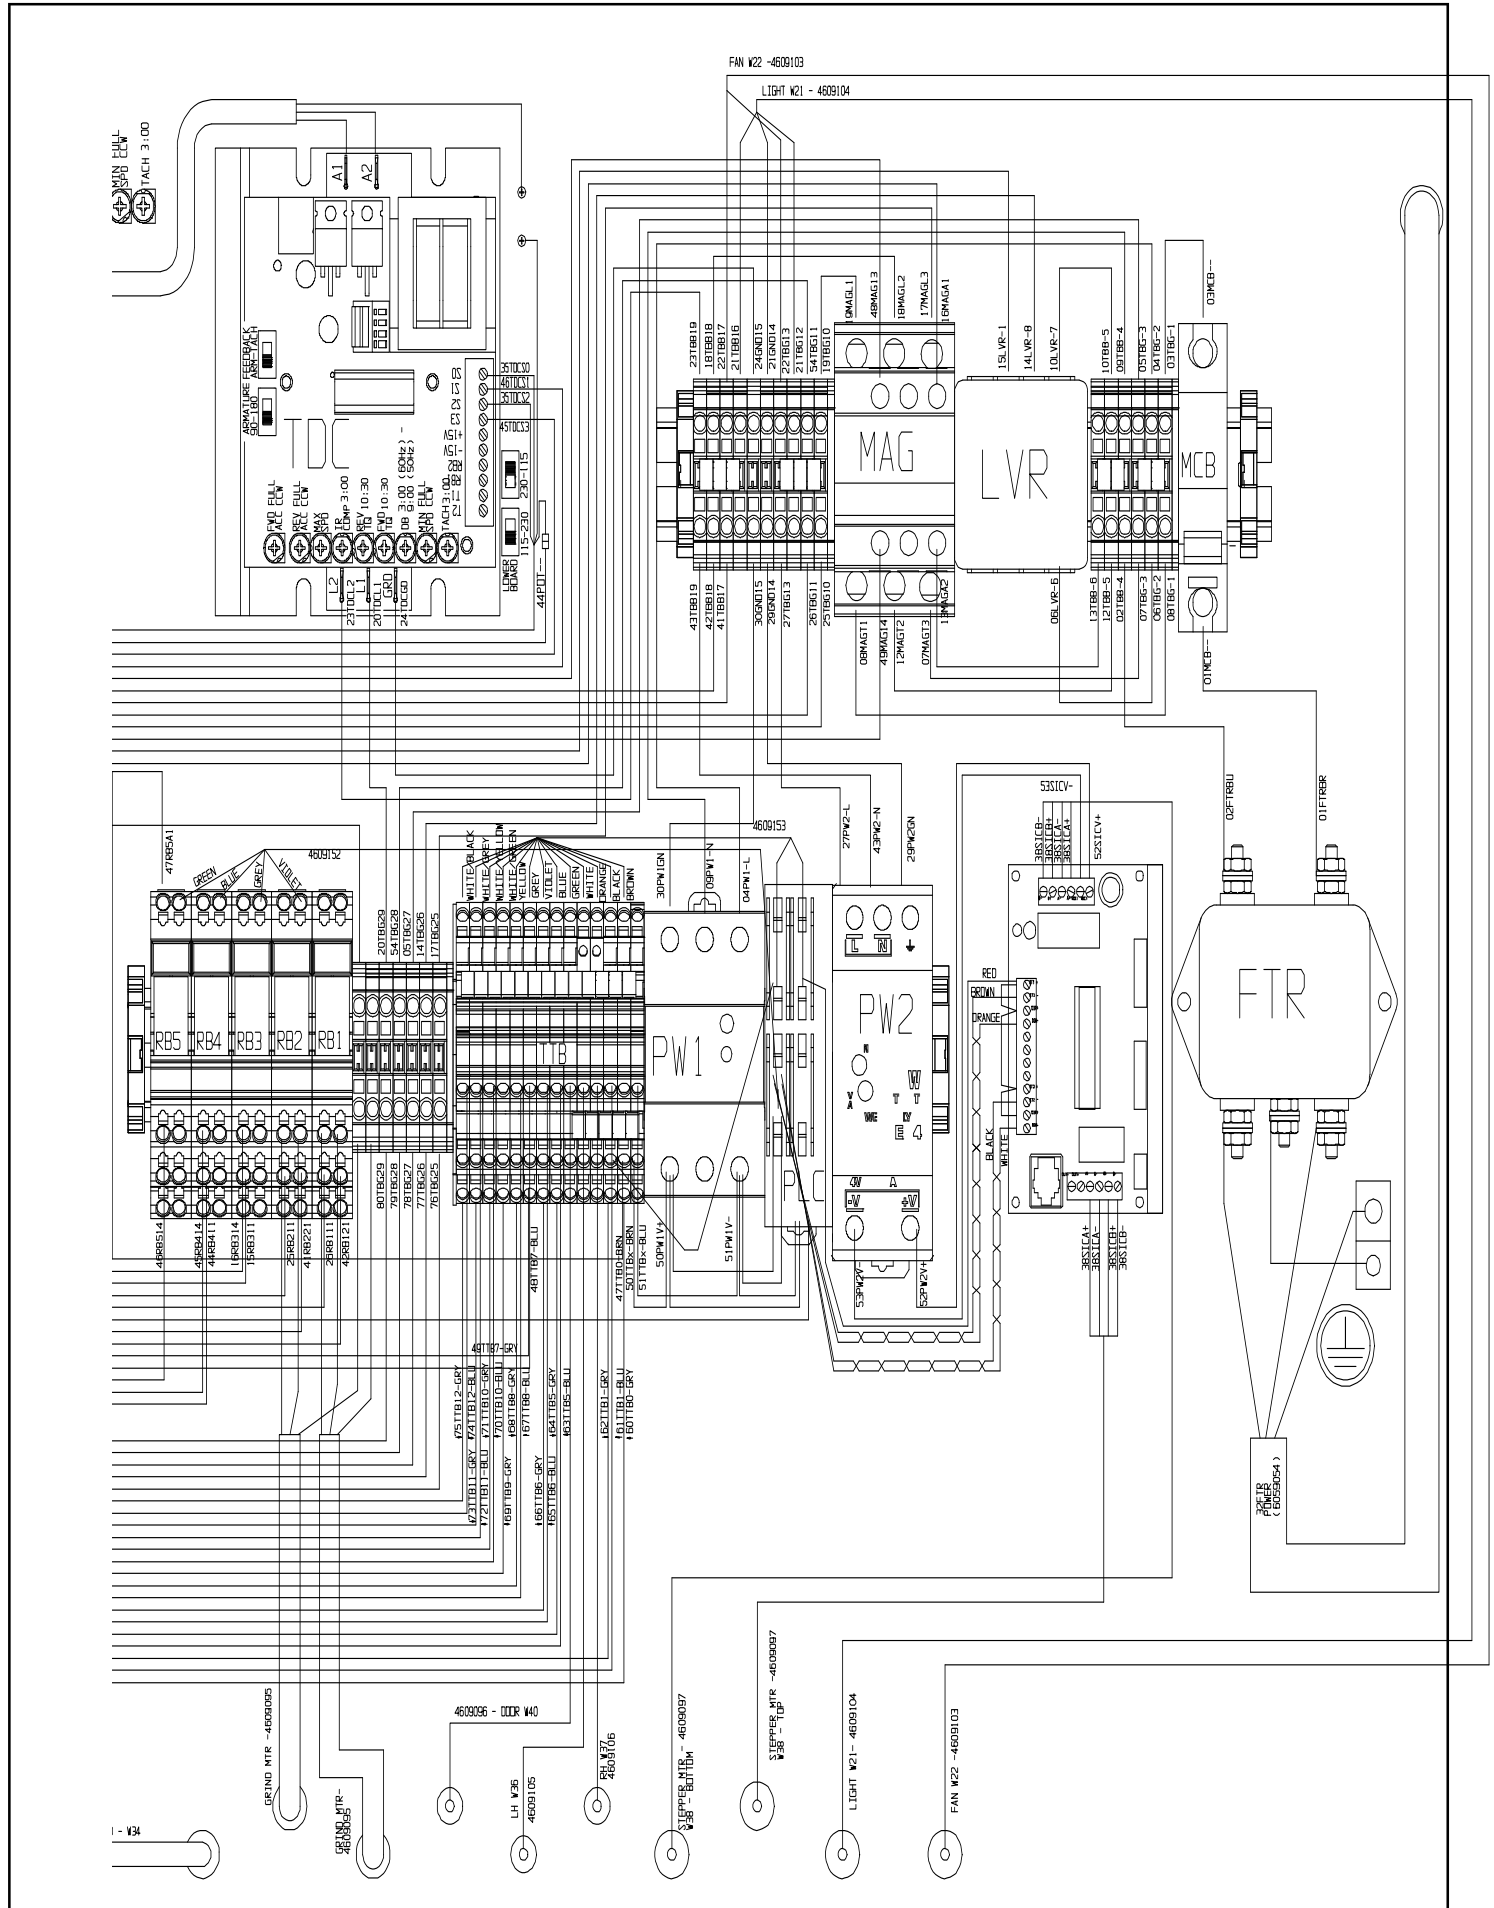 FAN W22 -4609103
LIGHT W21 - 4609104
MIN FULL
SPD CCW
TACH 3:00
A1
A2
ARMATURE FEEDBACK
ARM-TACH
90-180
TDC
S0
S1
S2
S3
+15V
-15V
RB2
RB1
T1
T2
35TDCS0
46TDCS1
35TDCS2
45TDCS3
230-115
115-230
LOWER
BOARD
44PDT--
FWD FULL
ACC CCW
REV FULL
ACC CCW
MAX
SPD
IR
COMP 3:00
REV
TQ 10:30
FWD
TQ 10:30
DB 3:00 (60Hz)-
9:00 (50Hz)-
MIN FULL
SPD CCW
TACH 3:00
L2
L1
GRD
23TDCL2
20TDCL1
24TDCGD
23TBB19
18TBB18
22TBB17
21TBB16
24GND15
21GND14
22TBG13
21TBG12
54TBG11
19TBG10
19MAGL1
48MAG13
18MAGL2
17MAGL3
16MAGA1
15LVR-1
14LVR-8
10LVR-7
10TBB-5
09TBB-4
05TBG-3
04TBG-2
03TBG-1
03MCB--
MAG
LVR
MCB
43TBB19
42TBB18
41TBB17
30GND15
29GND14
27TBG13
26TBG11
25TBG10
08MAGT1
49MAG14
12MAGT2
07MAGT3
13MAGA2
06LVR-6
13TBB-6
12TBB-5
02TBB-4
07TBG-3
06TBG-2
08TBG-1
01MCB--
02FTRBU
01FTRBR
47RB5A1
4609152
GREEN
BLUE
GREY
VIOLET
20TBG29
54TBG28
05TBG27
14TBG26
17TBG25
WHITE-BLACK
WHITE-GREY
WHITE-YELLOW
WHITE-GREEN
YELLOW
GREY
VIOLET
BLUE
GREEN
WHITE
ORANGE
BLACK
BROWN
30PW1GN
09PW1-N
04PW1-L
4609153
27PW2-L
43PW2-N
29PW2GN
53SICV-
38SICB-
38SICB+
38SICA-
38SICA+
52SICV+
RB5
RB4
RB3
RB2
RB1
TTB
PW1
PLC
L
N
PW2
RED
BROWN
ORANGE
BLACK
WHITE
-V
+V
FTR
46RB514
45RB414
44RB411
16RB314
15RB311
25RB211
41RB221
26RB111
42RB121
80TBG29
79TBG28
78TBG27
77TBG26
76TBG25
48TTB7-BLU
47TTB0-BRN
50TTBx-BRN
51TTBx-BLU
50PW1V+
51PW1V-
53PW2V-
52PW2V+
38SICA+
38SICA-
38SICB+
38SICB-
49TTB7-GRY
75TTB12-GRY
74TTB12-BLU
71TTB10-GRY
70TTB10-BLU
68TTB8-GRY
67TTB8-BLU
64TTB5-GRY
63TTB5-BLU
62TTB1-GRY
61TTB1-BLU
60TTB0-GRY
73TTB11-GRY
72TTB11-BLU
69TTB9-GRY
66TTB6-GRY
65TTB6-BLU
32FTR
POWER
(6059054)
GRIND MTR -4609095
GRIND MTR-
4609095
4609096 - DOOR W40
LH W36
4609105
RH W37
4609106
STEPPER MTR - 4609097
W38 - BOTTOM
STEPPER MTR -4609097
W38 - TOP
LIGHT W21- 4609104
FAN W22 -4609103
- W34